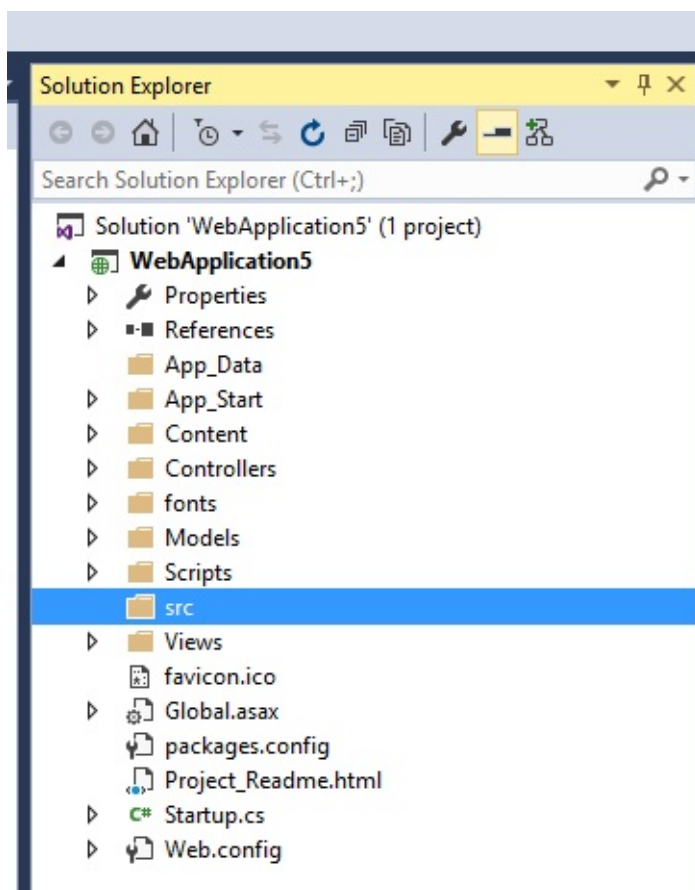 Solution Explorer
Search Solution Explorer (Ctrl+;)
Solution 'WebApplication5' (1 project)
WebApplication5
Properties
References
App_Data
App_Start
Content
Controllers
fonts
Models
Scripts
src
Views
favicon.ico
Global.asax
packages.config
Project_Readme.html
C# Startup.cs
Web.config